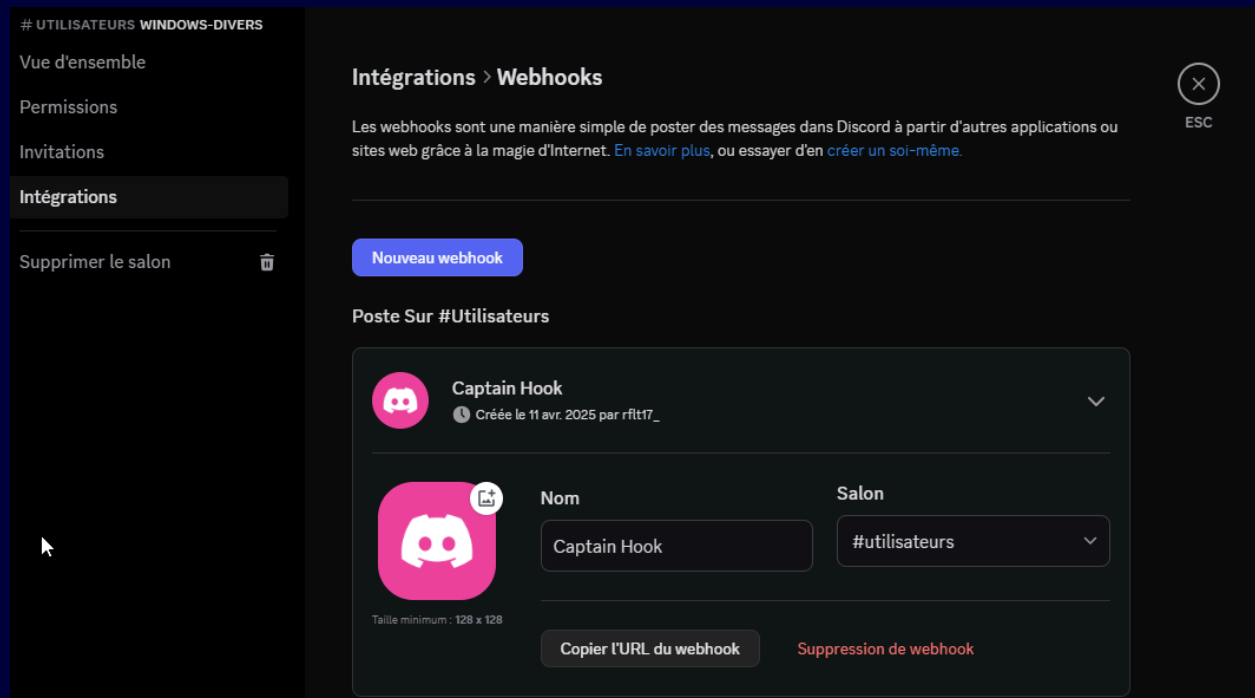 # UTILISATEURS WINDOWS-DIVERS
Vue d'ensemble
Permissions
Invitations
Intégrations
Supprimer le salon
Intégrations > Webhooks
Les webhooks sont une manière simple de poster des messages dans Discord à partir d'autres applications ou
sites web grâce à la magie d'Internet. En savoir plus, ou essayer d'en créer un soi-même.
ESC
Nouveau webhook
Poste Sur #Utilisateurs
Captain Hook
Créée le 11 avr. 2025 par rflt17_
Nom
Salon
Captain Hook
#utilisateurs
Taille minimum : 128 x 128
Copier l'URL du webhook
Suppression de webhook